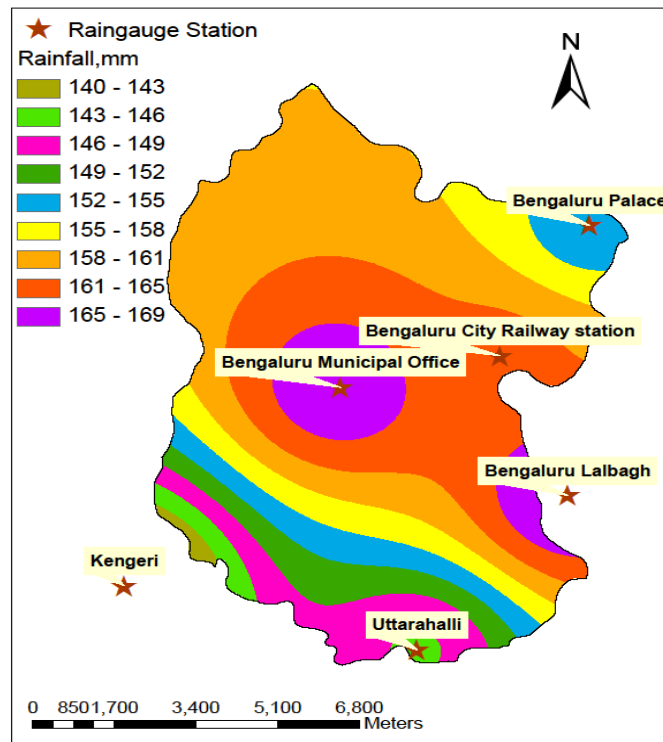 Raingauge Station
Rainfall,mm
140 - 143
143 - 146
146 - 149
149 - 152
152 - 155
155 - 158
158 - 161
161 - 165
165 - 169
N
Bengaluru Palace
Bengaluru City Railway station
Bengaluru Municipal Office
Bengaluru Lalbagh
Kengeri
Uttarahalli
0 8501,700 3,400 5,100 6,800
Meters